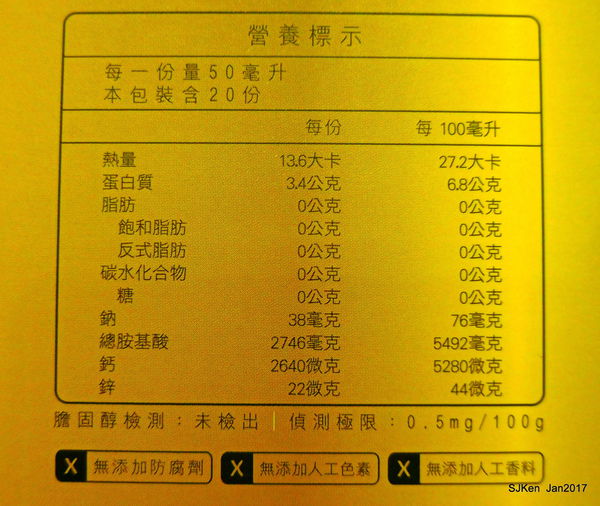 營養標示
每一份量50毫升
本包裝含20份
每份 每 100毫升
熱量 13.6大卡 27.2大卡
蛋白質 3.4公克 6.8公克
脂肪 0公克 0公克
飽和脂肪 0公克 0公克
反式脂肪 0公克 0公克
碳水化合物 0公克 0公克
糖 0公克 0公克
鈉 38毫克 76毫克
總胺基酸 2746毫克 5492毫克
鈣 2640微克 5280微克
鋅 22微克 44微克
膽固醇檢測：未檢出｜偵測極限：0.5mg/100g
X 無添加防腐劑 X 無添加人工色素 X 無添加人工香料
SJKen Jan2017